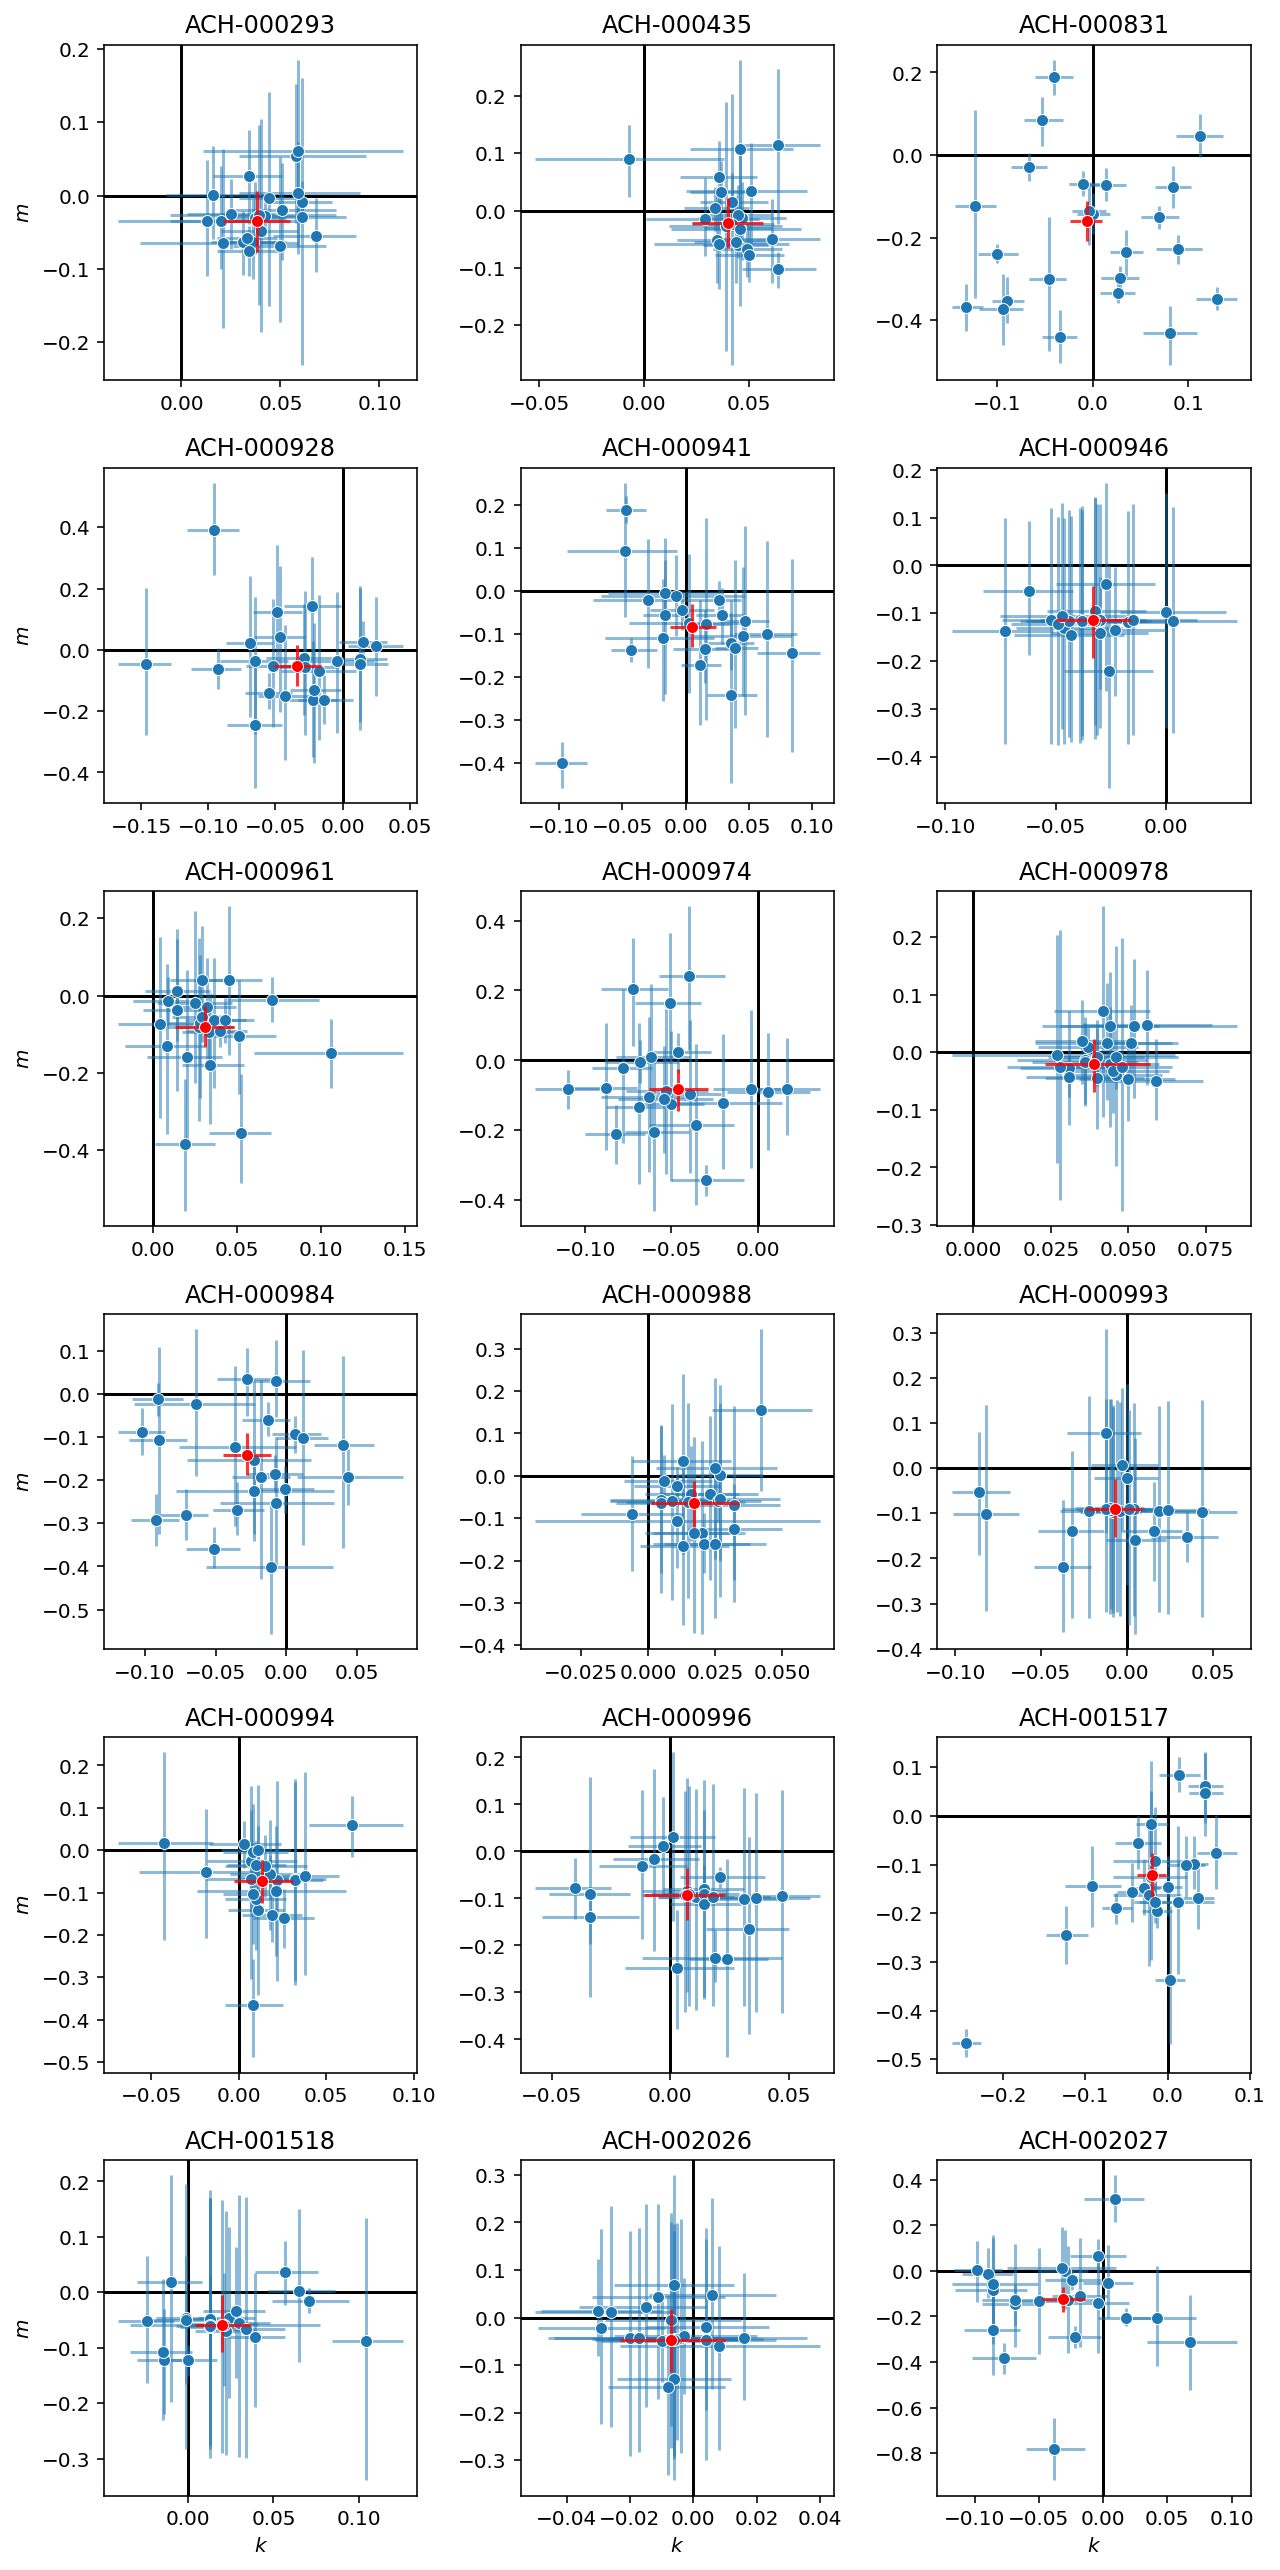 ACH-000293 ACH-000435 ACH-000831
0.2 0.1 0.0 −0.1 −0.2 m 0.00 0.05 0.10
0.2 0.1 0.0 −0.1 −0.2 −0.05 0.00 0.05
0.2 0.0 −0.2 −0.4 −0.1 0.0 0.1
ACH-000928 ACH-000941 ACH-000946
0.4 0.2 0.0 −0.2 −0.4 m −0.15 −0.10 −0.05 0.00 0.05
0.2 0.1 0.0 −0.1 −0.2 −0.3 −0.4 −0.10 −0.05 0.00 0.05 0.10
0.2 0.1 0.0 −0.1 −0.2 −0.3 −0.4 −0.10 −0.05 0.00
ACH-000961 ACH-000974 ACH-000978
0.2 0.0 −0.2 −0.4 m 0.00 0.05 0.10 0.15
0.4 0.2 0.0 −0.2 −0.4 −0.10 −0.05 0.00
0.2 0.1 0.0 −0.1 −0.2 −0.3 0.000 0.025 0.050 0.075
ACH-000984 ACH-000988 ACH-000993
0.1 0.0 −0.1 −0.2 −0.3 −0.4 −0.5 m −0.10 −0.05 0.00 0.05
0.3 0.2 0.1 0.0 −0.1 −0.2 −0.3 −0.4 −0.025 0.000 0.025 0.050
0.3 0.2 0.1 0.0 −0.1 −0.2 −0.3 −0.4 −0.10 −0.05 0.00 0.05
ACH-000994 ACH-000996 ACH-001517
0.2 0.1 0.0 −0.1 −0.2 −0.3 −0.4 −0.5 m −0.05 0.00 0.05 0.10
0.2 0.1 0.0 −0.1 −0.2 −0.3 −0.4 −0.05 0.00 0.05
0.1 0.0 −0.1 −0.2 −0.3 −0.4 −0.5 −0.2 −0.1 0.0 0.1
ACH-001518 ACH-002026 ACH-002027
0.2 0.1 0.0 −0.1 −0.2 −0.3 m 0.00 0.05 0.10 k
0.3 0.2 0.1 0.0 −0.1 −0.2 −0.3 −0.04 −0.02 0.00 0.02 0.04 k
0.4 0.2 0.0 −0.2 −0.4 −0.6 −0.8 −0.10 −0.05 0.00 0.05 0.10 k